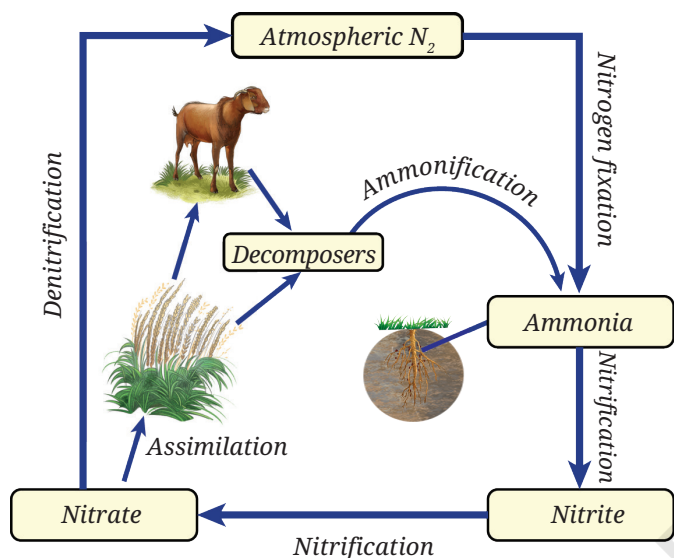 Atmospheric N₂
Nitrogen fixation
Denitrification
Ammonification
Decomposers
Ammonia
Nitrification
Assimilation
Nitrate
Nitrite
Nitrification